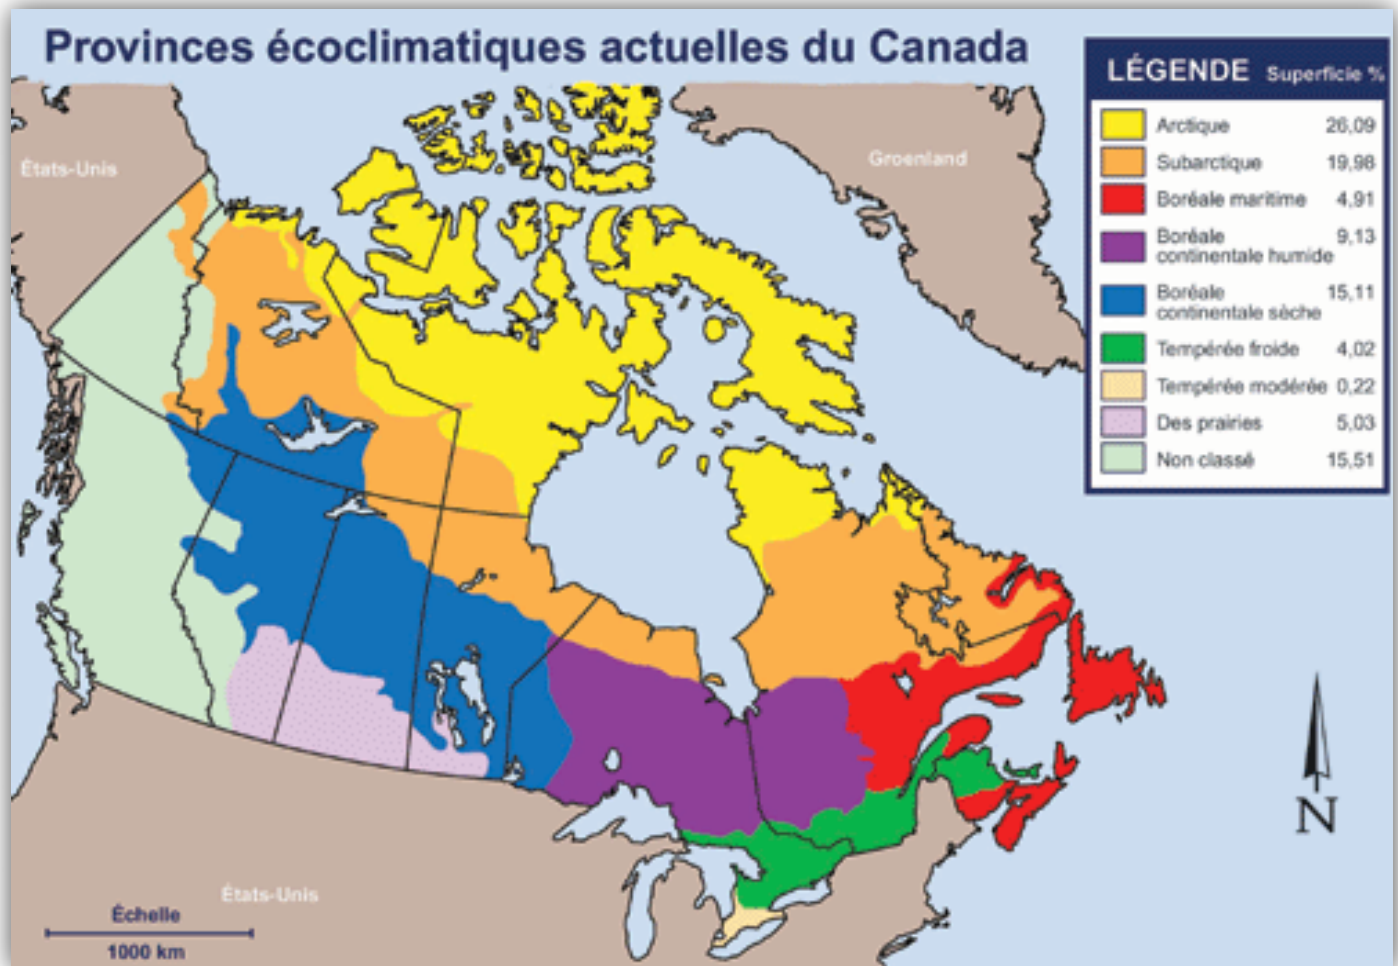 Provinces écoclimatiques actuelles du Canada
LÉGENDE Superficie %
Arctique 26,09
Subarctique 19,98
Boréale maritime 4,91
Boréale 9,13
continentale humide
Boréale 15,11
continentale sèche
Tempérée froide 4,02
Tempérée modérée 0,22
Des prairies 5,03
Non classé 15,51
États-Unis
Groenland
N
États-Unis
Échelle
1000 km